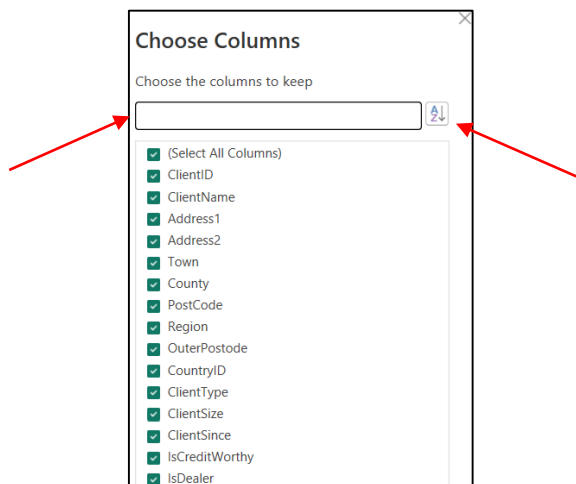 Choose Columns
Choose the columns to keep
A
Z
(Select All Columns)
ClientID
ClientName
Address1
Address2
Town
County
PostCode
Region
OuterPostode
CountryID
ClientType
ClientSize
ClientSince
IsCreditWorthy
IsDealer